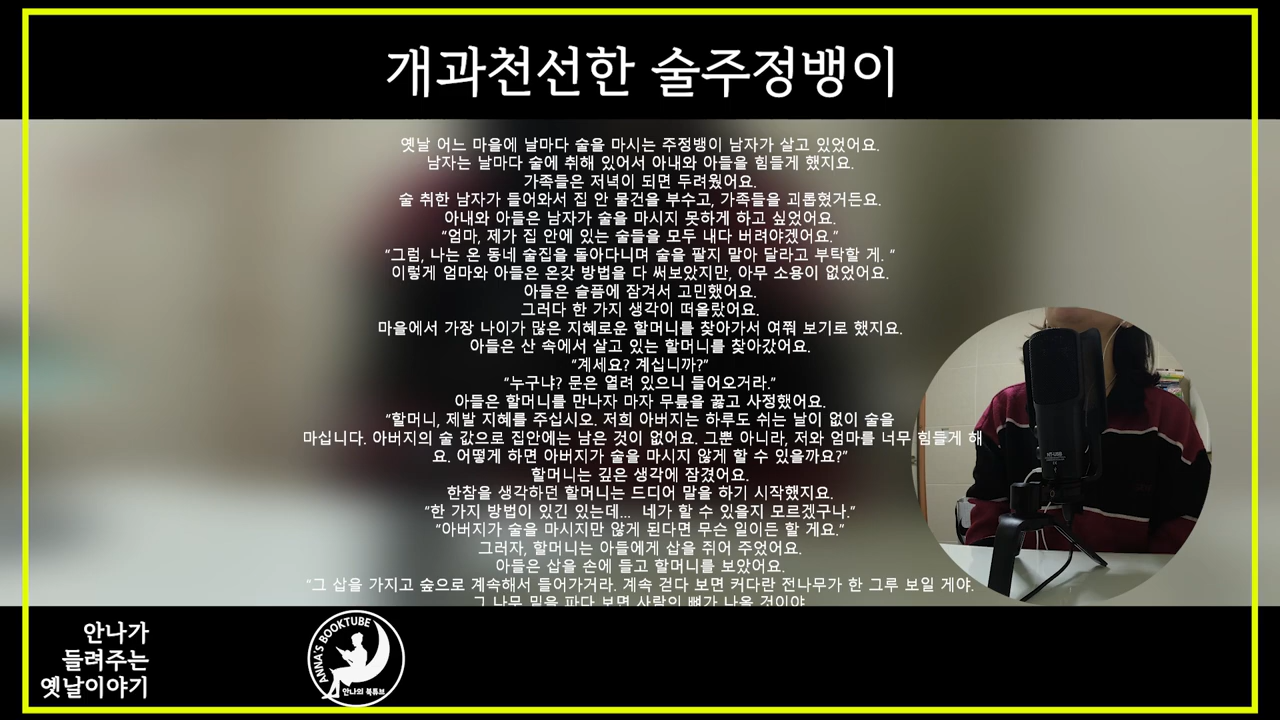 개과천선한 술주정뱅이
옛날 어느 마을에 날마다 술을 마시는 주정뱅이 남자가 살고 있었어요.
남자는 날마다 술에 취해 있어서 아내와 아들을 힘들게 했지요.
가족들은 저녁이 되면 두려웠어요.
술 취한 남자가 들어와서 집 안 물건을 부수고, 가족들을 괴롭혔거든요.
아내와 아들은 남자가 술을 마시지 못하게 하고 싶었어요.
“엄마, 제가 집 안에 있는 술들을 모두 내다 버려야겠어요.”
“그럼, 나는 온 동네 술집을 돌아다니며 술을 팔지 말아 달라고 부탁할 게. ”
이렇게 엄마와 아들은 온갖 방법을 다 써보았지만, 아무 소용이 없었어요.
아들은 슬픔에 잠겨서 고민했어요.
그러다 한 가지 생각이 떠올랐어요.
마을에서 가장 나이가 많은 지혜로운 할머니를 찾아가서 여쭤 보기로 했지요.
아들은 산 속에서 살고 있는 할머니를 찾아갔어요.
“계세요? 계십니까?”
“누구냐? 문은 열려 있으니 들어오거라.”
아들은 할머니를 만나자 마자 무릎을 꿇고 사정했어요.
“할머니, 제발 지혜를 주십시오. 저희 아버지는 하루도 쉬는 날이 없이 술을
마십니다. 아버지의 술 값으로 집안에는 남은 것이 없어요. 그뿐 아니라, 저와 엄마를 너무 힘들게 해
요. 어떻게 하면 아버지가 술을 마시지 않게 할 수 있을까요?”
할머니는 깊은 생각에 잠겼어요.
한참을 생각하던 할머니는 드디어 말을 하기 시작했지요.
“한 가지 방법이 있긴 있는데... 네가 할 수 있을지 모르겠구나.”
“아버지가 술을 마시지만 않게 된다면 무슨 일이든 할 게요.”
그러자, 할머니는 아들에게 삽을 쥐어 주었어요.
아들은 삽을 손에 들고 할머니를 보았어요.
“그 삽을 가지고 숲으로 계속해서 들어가거라. 계속 걷다 보면 커다란 전나무가 한 그루 보일 게야.
그 나무 밑을 파다 보면 사람의 뼈가 나올 것이야
안나가
들려주는
옛날이야기
ANNA'S BOOKTUBE
안나의 북튜브